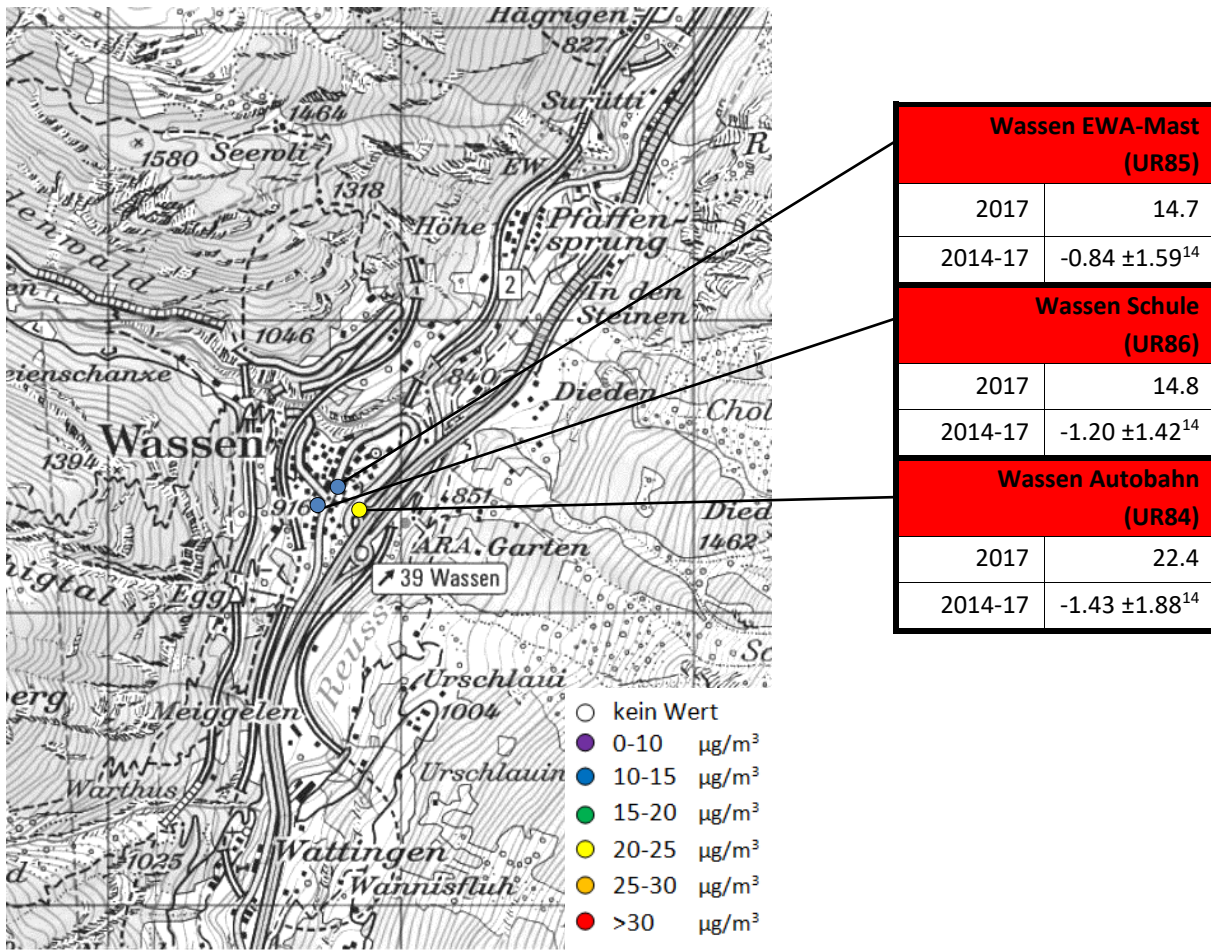 Hägrigen
827
Surütti
1464
1580
Seewli
EW
R
1318
Höhe
Pfaffen-
sprung
2
In den
Steinen
1046
840
Dieden
Wassen
1394
916
851
1462
ARA
Garten
39 Wassen
Egg
Reuss
Urschlaui
Meiggelen
1004
Warthus
1025
Wattingen
Wannisfluh
kein Wert
0-10 µg/m³
10-15 µg/m³
15-20 µg/m³
20-25 µg/m³
25-30 µg/m³
>30 µg/m³
Wassen EWA-Mast
(UR85)
2017 14.7
2014-17 -0.84 ±1.59¹⁴
Wassen Schule
(UR86)
2017 14.8
2014-17 -1.20 ±1.42¹⁴
Wassen Autobahn
(UR84)
2017 22.4
2014-17 -1.43 ±1.88¹⁴